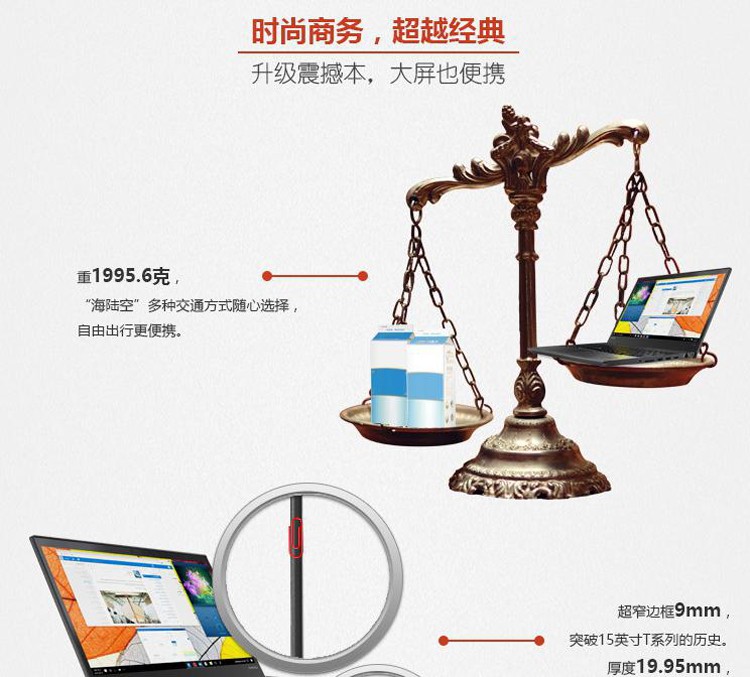 时尚商务，超越经典
升级震撼本，大屏也便携
重1995.6克，
“海陆空”多种交通方式随心选择，
自由出行更便携。
超窄边框9mm，
突破15英寸T系列的历史。
厚度19.95mm，